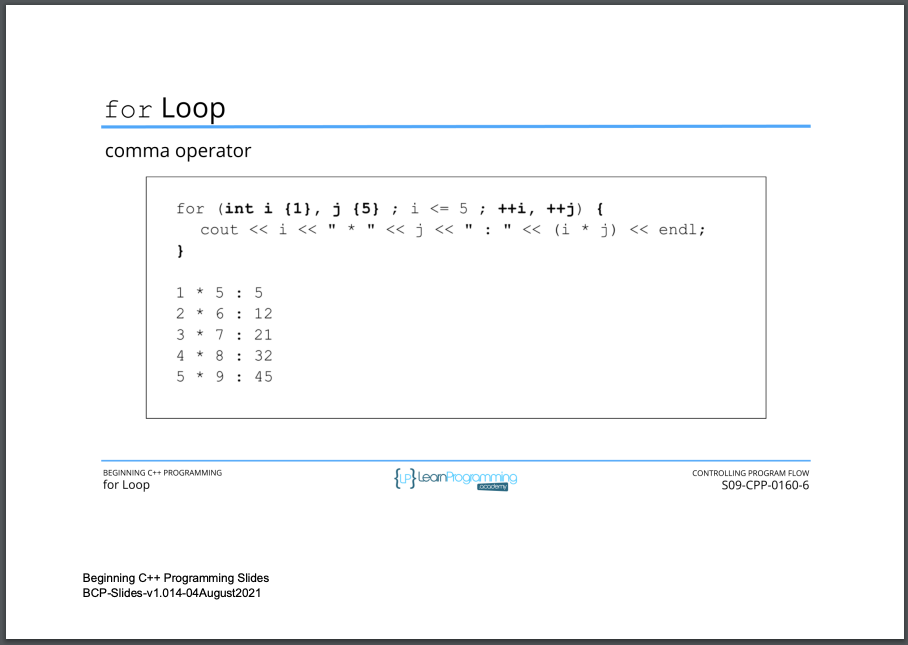 for Loop
comma operator
for (int i {1}, j {5} ; i <= 5 ; ++i, ++j) {
cout << i << " * " << j << " : " << (i * j) << endl;
}
1 * 5 : 5
2 * 6 : 12
3 * 7 : 21
4 * 8 : 32
5 * 9 : 45
BEGINNING C++ PROGRAMMING
for Loop
{LP} LearnProgramming
academy
CONTROLLING PROGRAM FLOW
S09-CPP-0160-6
Beginning C++ Programming Slides
BCP-Slides-v1.014-04August2021